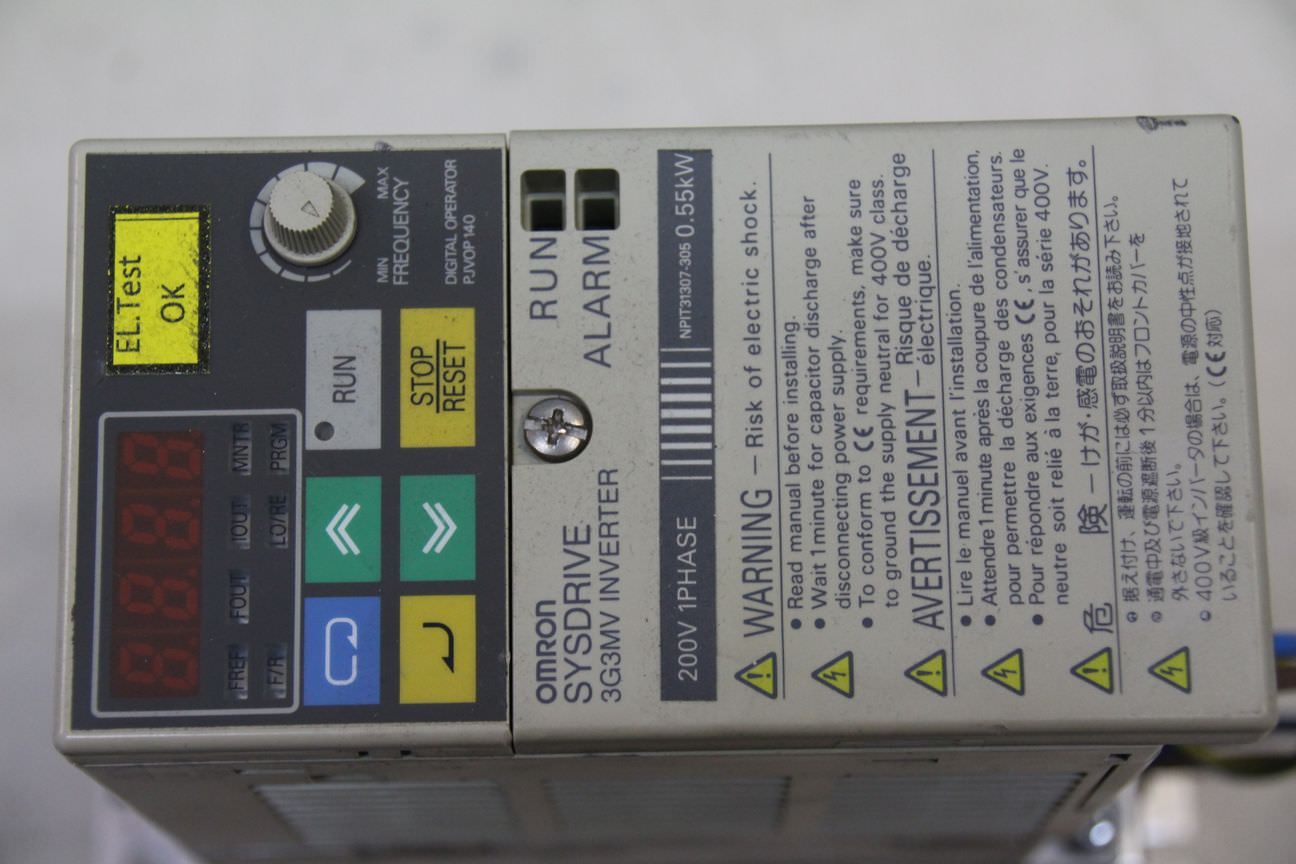 EL.Test
OK
MIN
MAX
FREQUENCY
DIGITAL OPERATOR
PJVOP140
8.8.8.8.
FREF
FOUT
IOUT
MNTR
F/R
LO/RE
PRGM
RUN
STOP
RESET
OMRON
SYSDRIVE
3G3MV INVERTER
RUN
ALARM
200V 1PHASE
NPIT31307-305 0.55kW
WARNING – Risk of electric shock.
• Read manual before installing.
• Wait 1 minute for capacitor discharge after
disconnecting power supply.
• To conform to CE requirements, make sure
to ground the supply neutral for 400V class.
AVERTISSEMENT – Risque de décharge
électrique.
• Lire le manuel avant l'installation.
• Attendre 1 minute après la coupure de l'alimentation,
pour permettre la décharge des condensateurs.
• Pour répondre aux exigences CE, s'assurer que le
neutre soit relié à la terre, pour la série 400V.
危 険 – けが・感電のおそれがあります。
• 据え付け、運転の前には必ず取扱説明書をお読み下さい。
• 通電中及び電源遮断後1分以内はフロントカバーを
外さないで下さい。
• 400V級インバータの場合は、電源の中性点が接地されて
いることを確認して下さい。(CE対応)